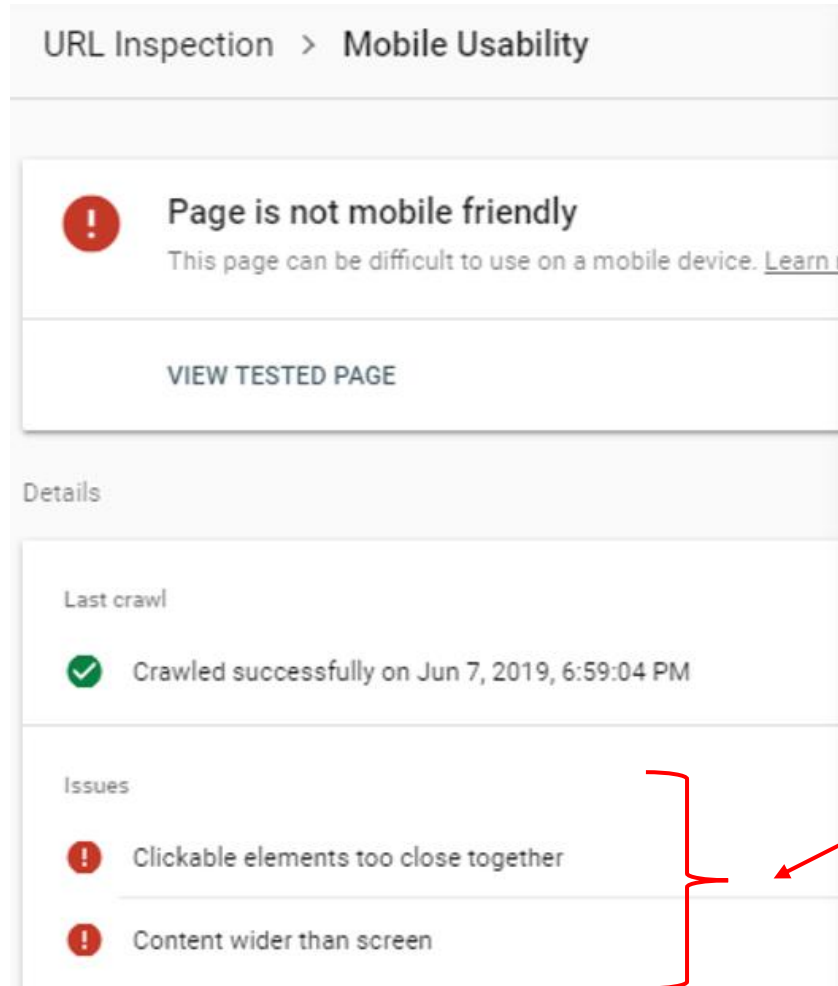 URL Inspection > Mobile Usability
Page is not mobile friendly
This page can be difficult to use on a mobile device. Learn
VIEW TESTED PAGE
Details
Last crawl
Crawled successfully on Jun 7, 2019, 6:59:04 PM
Issues
Clickable elements too close together
Content wider than screen